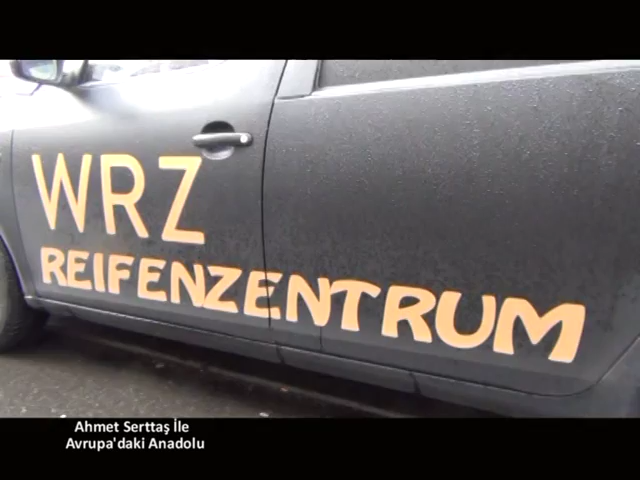 WRZ
REIFENZENTRUM
Ahmet Serttaş İle
Avrupa'daki Anadolu